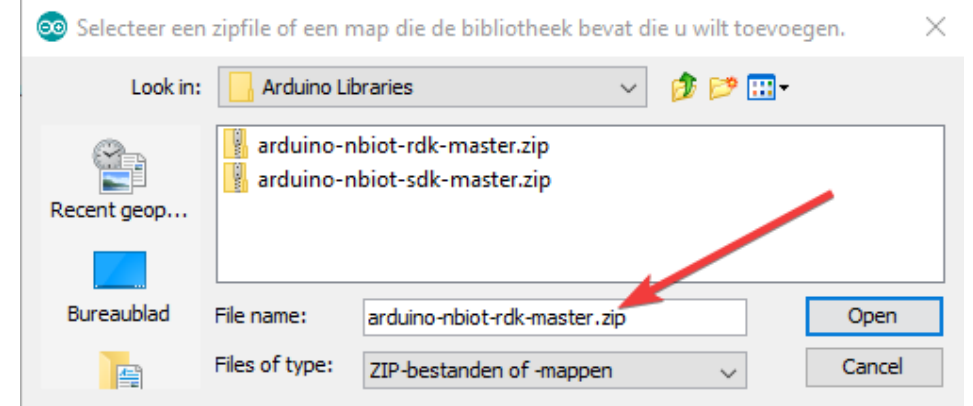 Selecteer een zipfile of een map die de bibliotheek bevat die u wilt toevoegen.
Look in: Arduino Libraries
arduino-nbiot-rdk-master.zip
arduino-nbiot-sdk-master.zip
Recent geop...
Bureaublad
File name: arduino-nbiot-rdk-master.zip Open
Files of type: ZIP-bestanden of -mappen Cancel